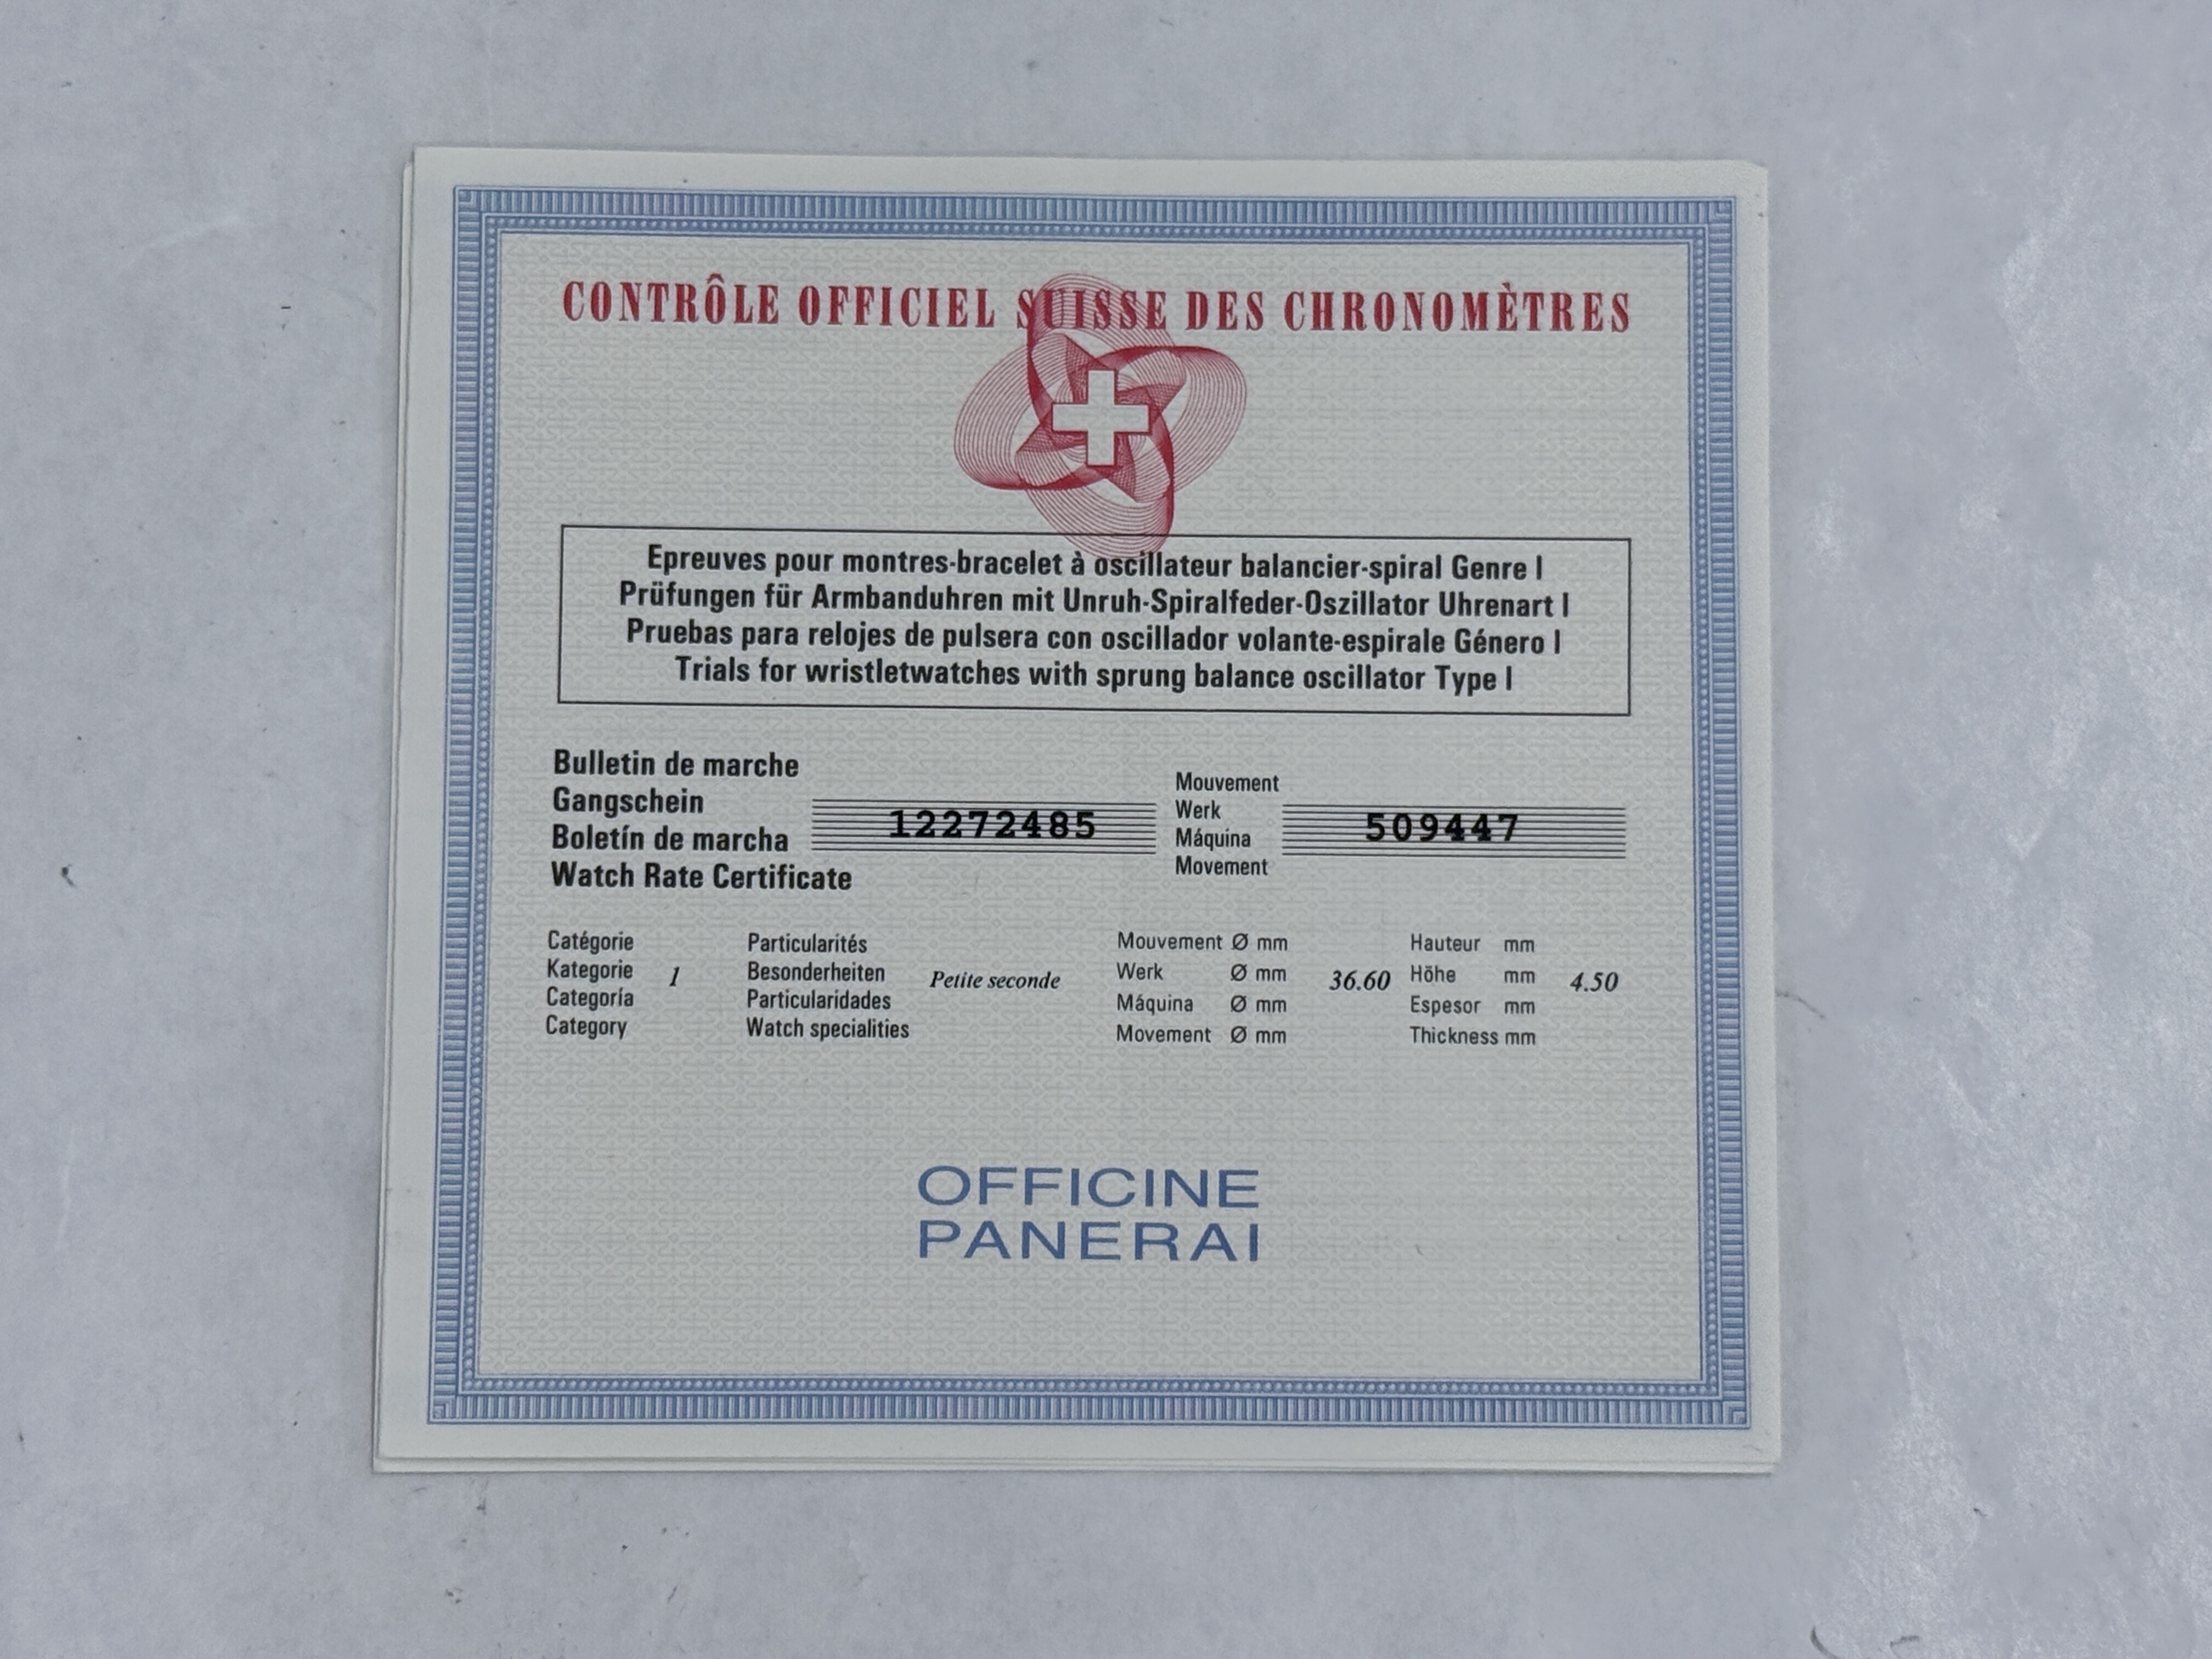 CONTRÔLE OFFICIEL SUISSE DES CHRONOMÈTRES
Epreuves pour montres-bracelet à oscillateur balancier-spiral Genre I
Prüfungen für Armbanduhren mit Unruh-Spiralfeder-Oszillator Uhrenart I
Pruebas para relojes de pulsera con oscillador volante-espirale Género I
Trials for wristletwatches with sprung balance oscillator Type I
Bulletin de marche
Gangschein
Boletín de marcha
Watch Rate Certificate
12272485
Mouvement
Werk
Máquina
Movement
509447
Catégorie
Kategorie
Categoría
Category
1
Particularités
Besonderheiten
Particularidades
Watch specialities
Petite seconde
Mouvement Ø mm
Werk Ø mm
Máquina Ø mm
Movement Ø mm
36.60
Hauteur mm
Höhe mm
Espesor mm
Thickness mm
4.50
OFFICINE
PANERAI